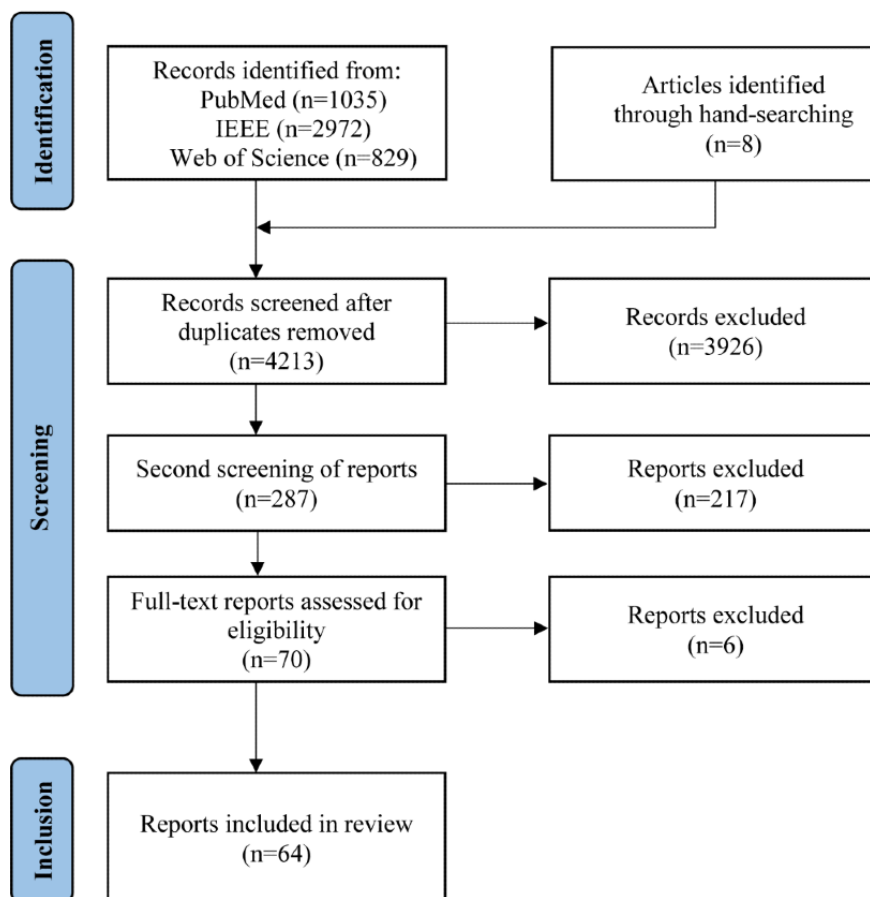 Identification
Records identified from:
PubMed (n=1035)
IEEE (n=2972)
Web of Science (n=829)
Articles identified
through hand-searching
(n=8)
Screening
Records screened after
duplicates removed
(n=4213)
Records excluded
(n=3926)
Second screening of reports
(n=287)
Reports excluded
(n=217)
Full-text reports assessed for
eligibility
(n=70)
Reports excluded
(n=6)
Inclusion
Reports included in review
(n=64)